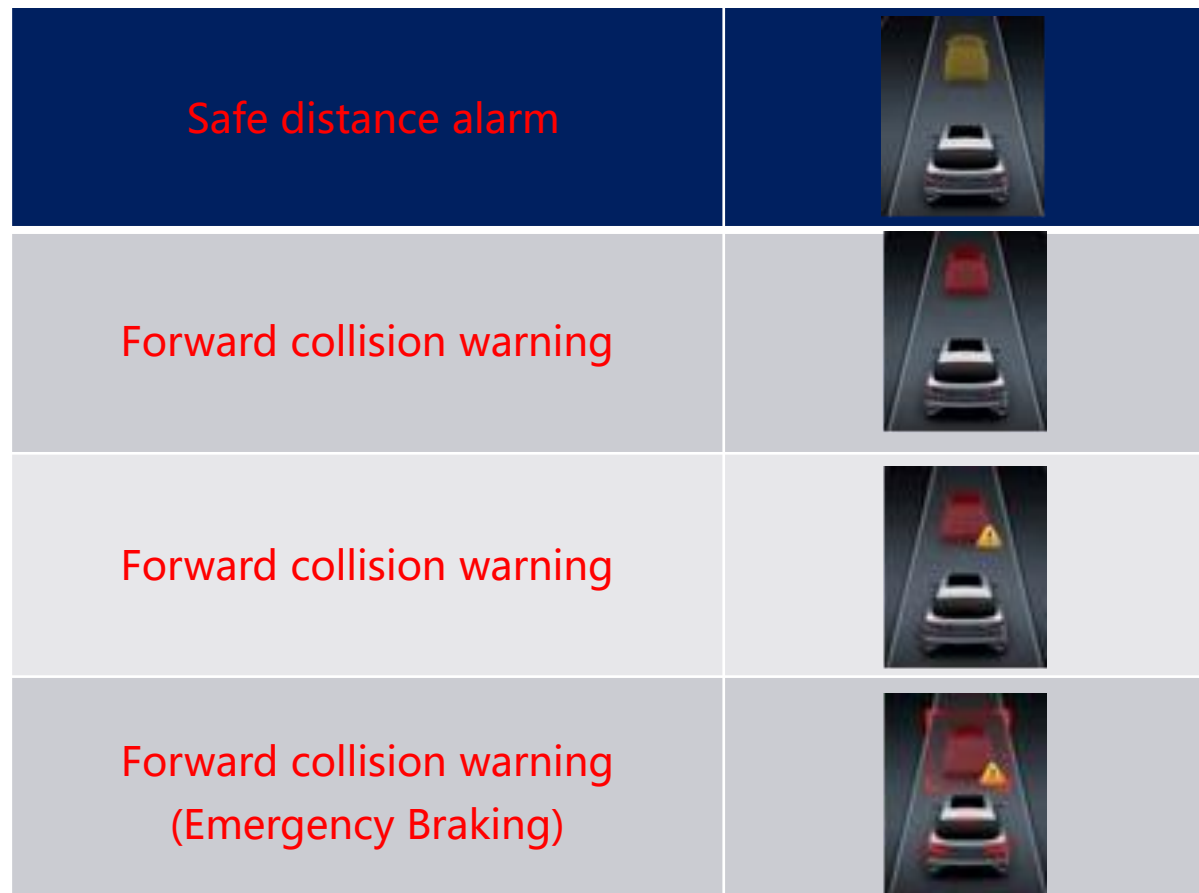 Safe distance alarm
Forward collision warning
Forward collision warning
Forward collision warning
(Emergency Braking)